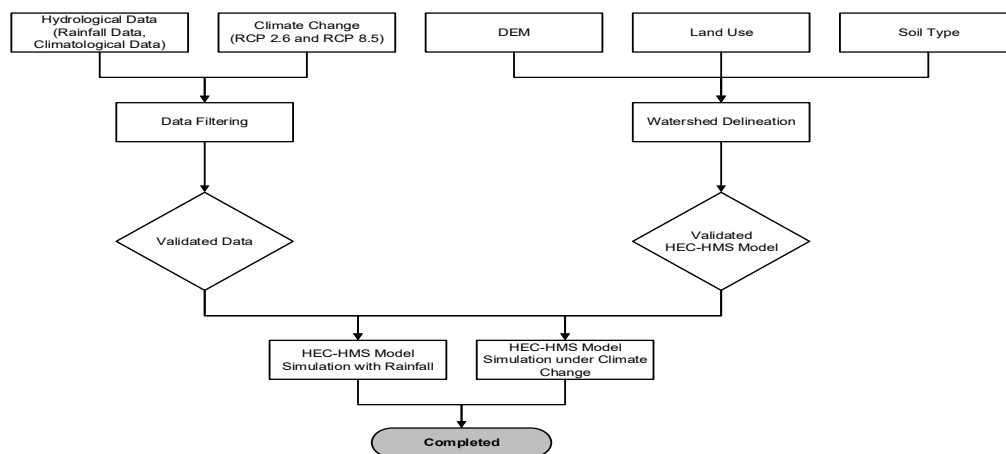 Hydrological Data
(Rainfall Data,
Climatological Data)
Climate Change
(RCP 2.6 and RCP 8.5)
DEM
Land Use
Soil Type
Data Filtering
Watershed Delineation
Validated Data
Validated
HEC-HMS Model
HEC-HMS Model
Simulation with Rainfall
HEC-HMS Model
Simulation under Climate
Change
Completed